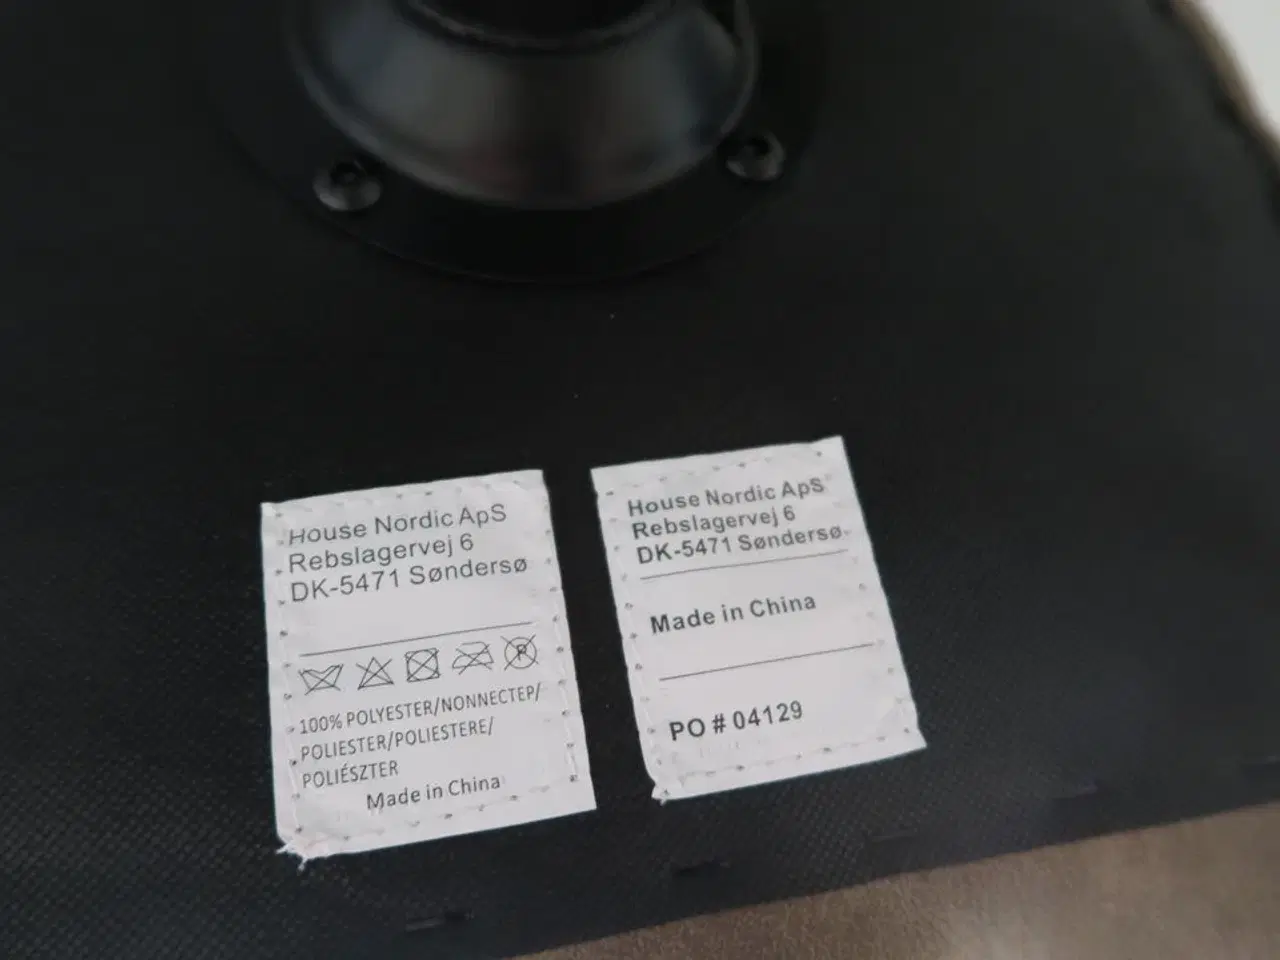 House Nordic ApS
Rebslagervej 6
DK-5471 Søndersø
100% POLYESTER/NONNECTEP/
POLIESTER/POLIESTERE/
POLIÉSZTER
Made in China
House Nordic ApS
Rebslagervej 6
DK-5471 Søndersø
Made in China
PO # 04129